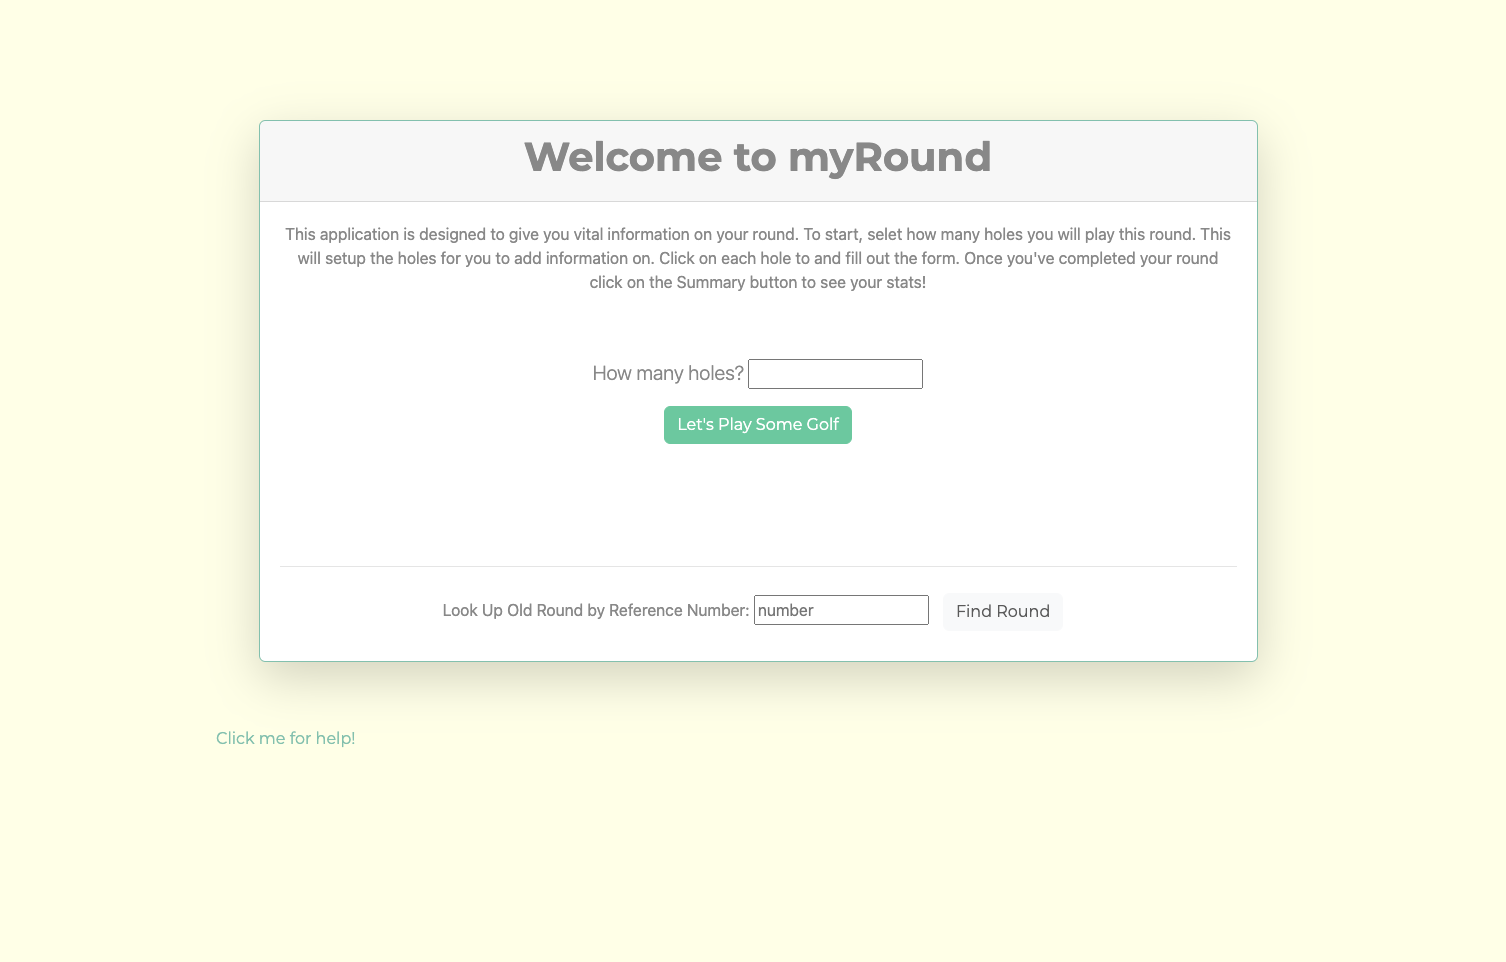 Welcome to myRound
This application is designed to give you vital information on your round. To start, selet how many holes you will play this round. This
will setup the holes for you to add information on. Click on each hole to and fill out the form. Once you've completed your round
click on the Summary button to see your stats!
How many holes?
Let's Play Some Golf
Look Up Old Round by Reference Number: number Find Round
Click me for help!